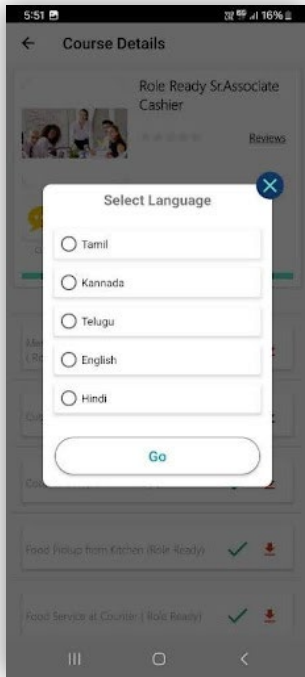 5:51
16%
Course Details
Role Ready Sr.Associate
Cashier
Reviews
Select Language
Tamil
Kannada
Telugu
English
Hindi
Go
Food Pickup from Kitchen (Role Ready)
Food Service at Counter ( Role Ready)